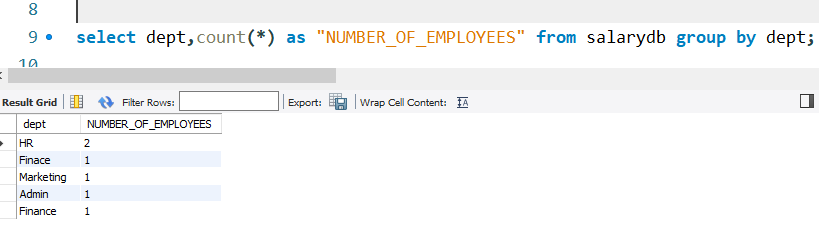 8
9 select dept,count(*) as "NUMBER_OF_EMPLOYEES" from salarydb group by dept;
10
Result Grid Filter Rows: Export: Wrap Cell Content: IA
dept NUMBER_OF_EMPLOYEES
HR 2
Finace 1
Marketing 1
Admin 1
Finance 1